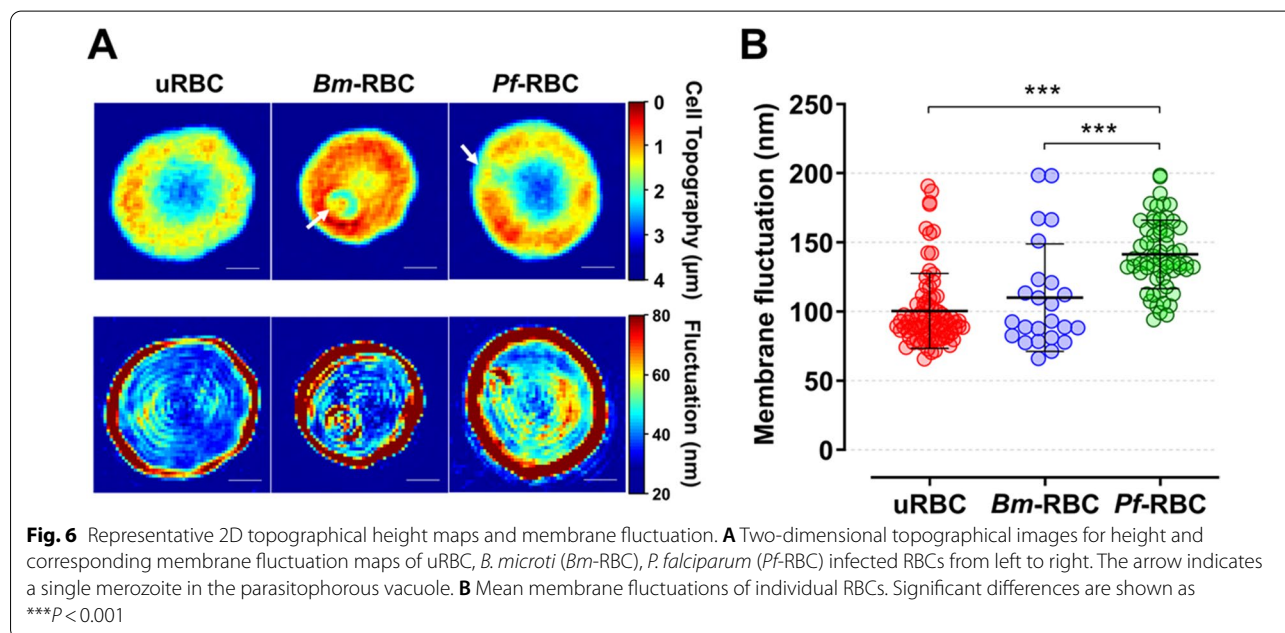 A
uRBC
Bm-RBC
Pf-RBC
0
1
2
3
4
Cell Topography (μm)
80
60
40
20
Fluctuation (nm)
B
***
***
250
200
150
100
50
0
Membrane fluctuation (nm)
uRBC
Bm-RBC
Pf-RBC
Fig. 6 Representative 2D topographical height maps and membrane fluctuation. A Two-dimensional topographical images for height and
corresponding membrane fluctuation maps of uRBC, B. microti (Bm-RBC), P. falciparum (Pf-RBC) infected RBCs from left to right. The arrow indicates
a single merozoite in the parasitophorous vacuole. B Mean membrane fluctuations of individual RBCs. Significant differences are shown as
***P < 0.001